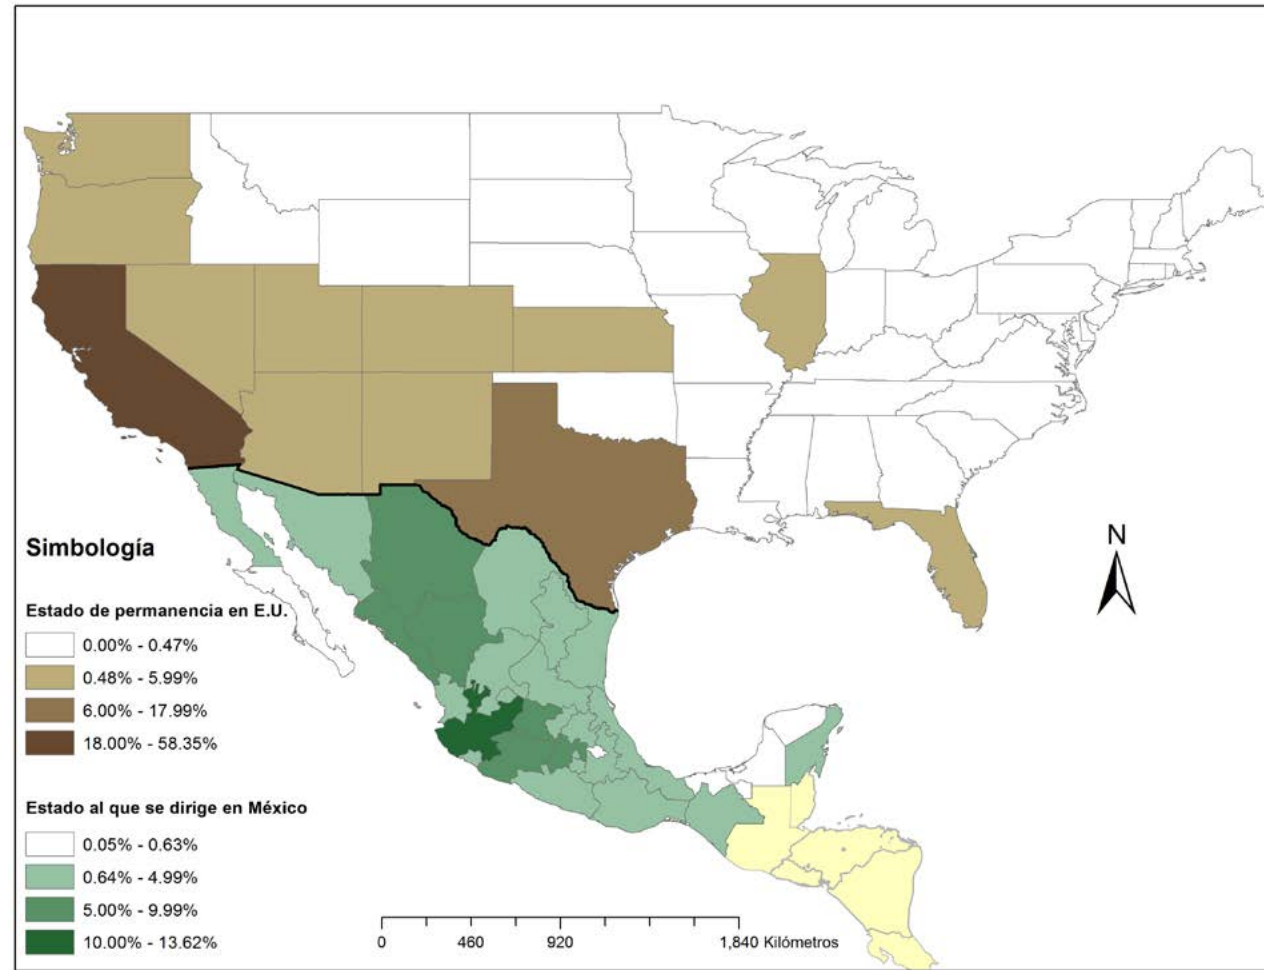 N
Simbología
Estado de permanencia en E.U.
0.00% - 0.47%
0.48% - 5.99%
6.00% - 17.99%
18.00% - 58.35%
Estado al que se dirige en México
0.05% - 0.63%
0.64% - 4.99%
5.00% - 9.99%
10.00% - 13.62%
0 460 920 1,840 Kilómetros